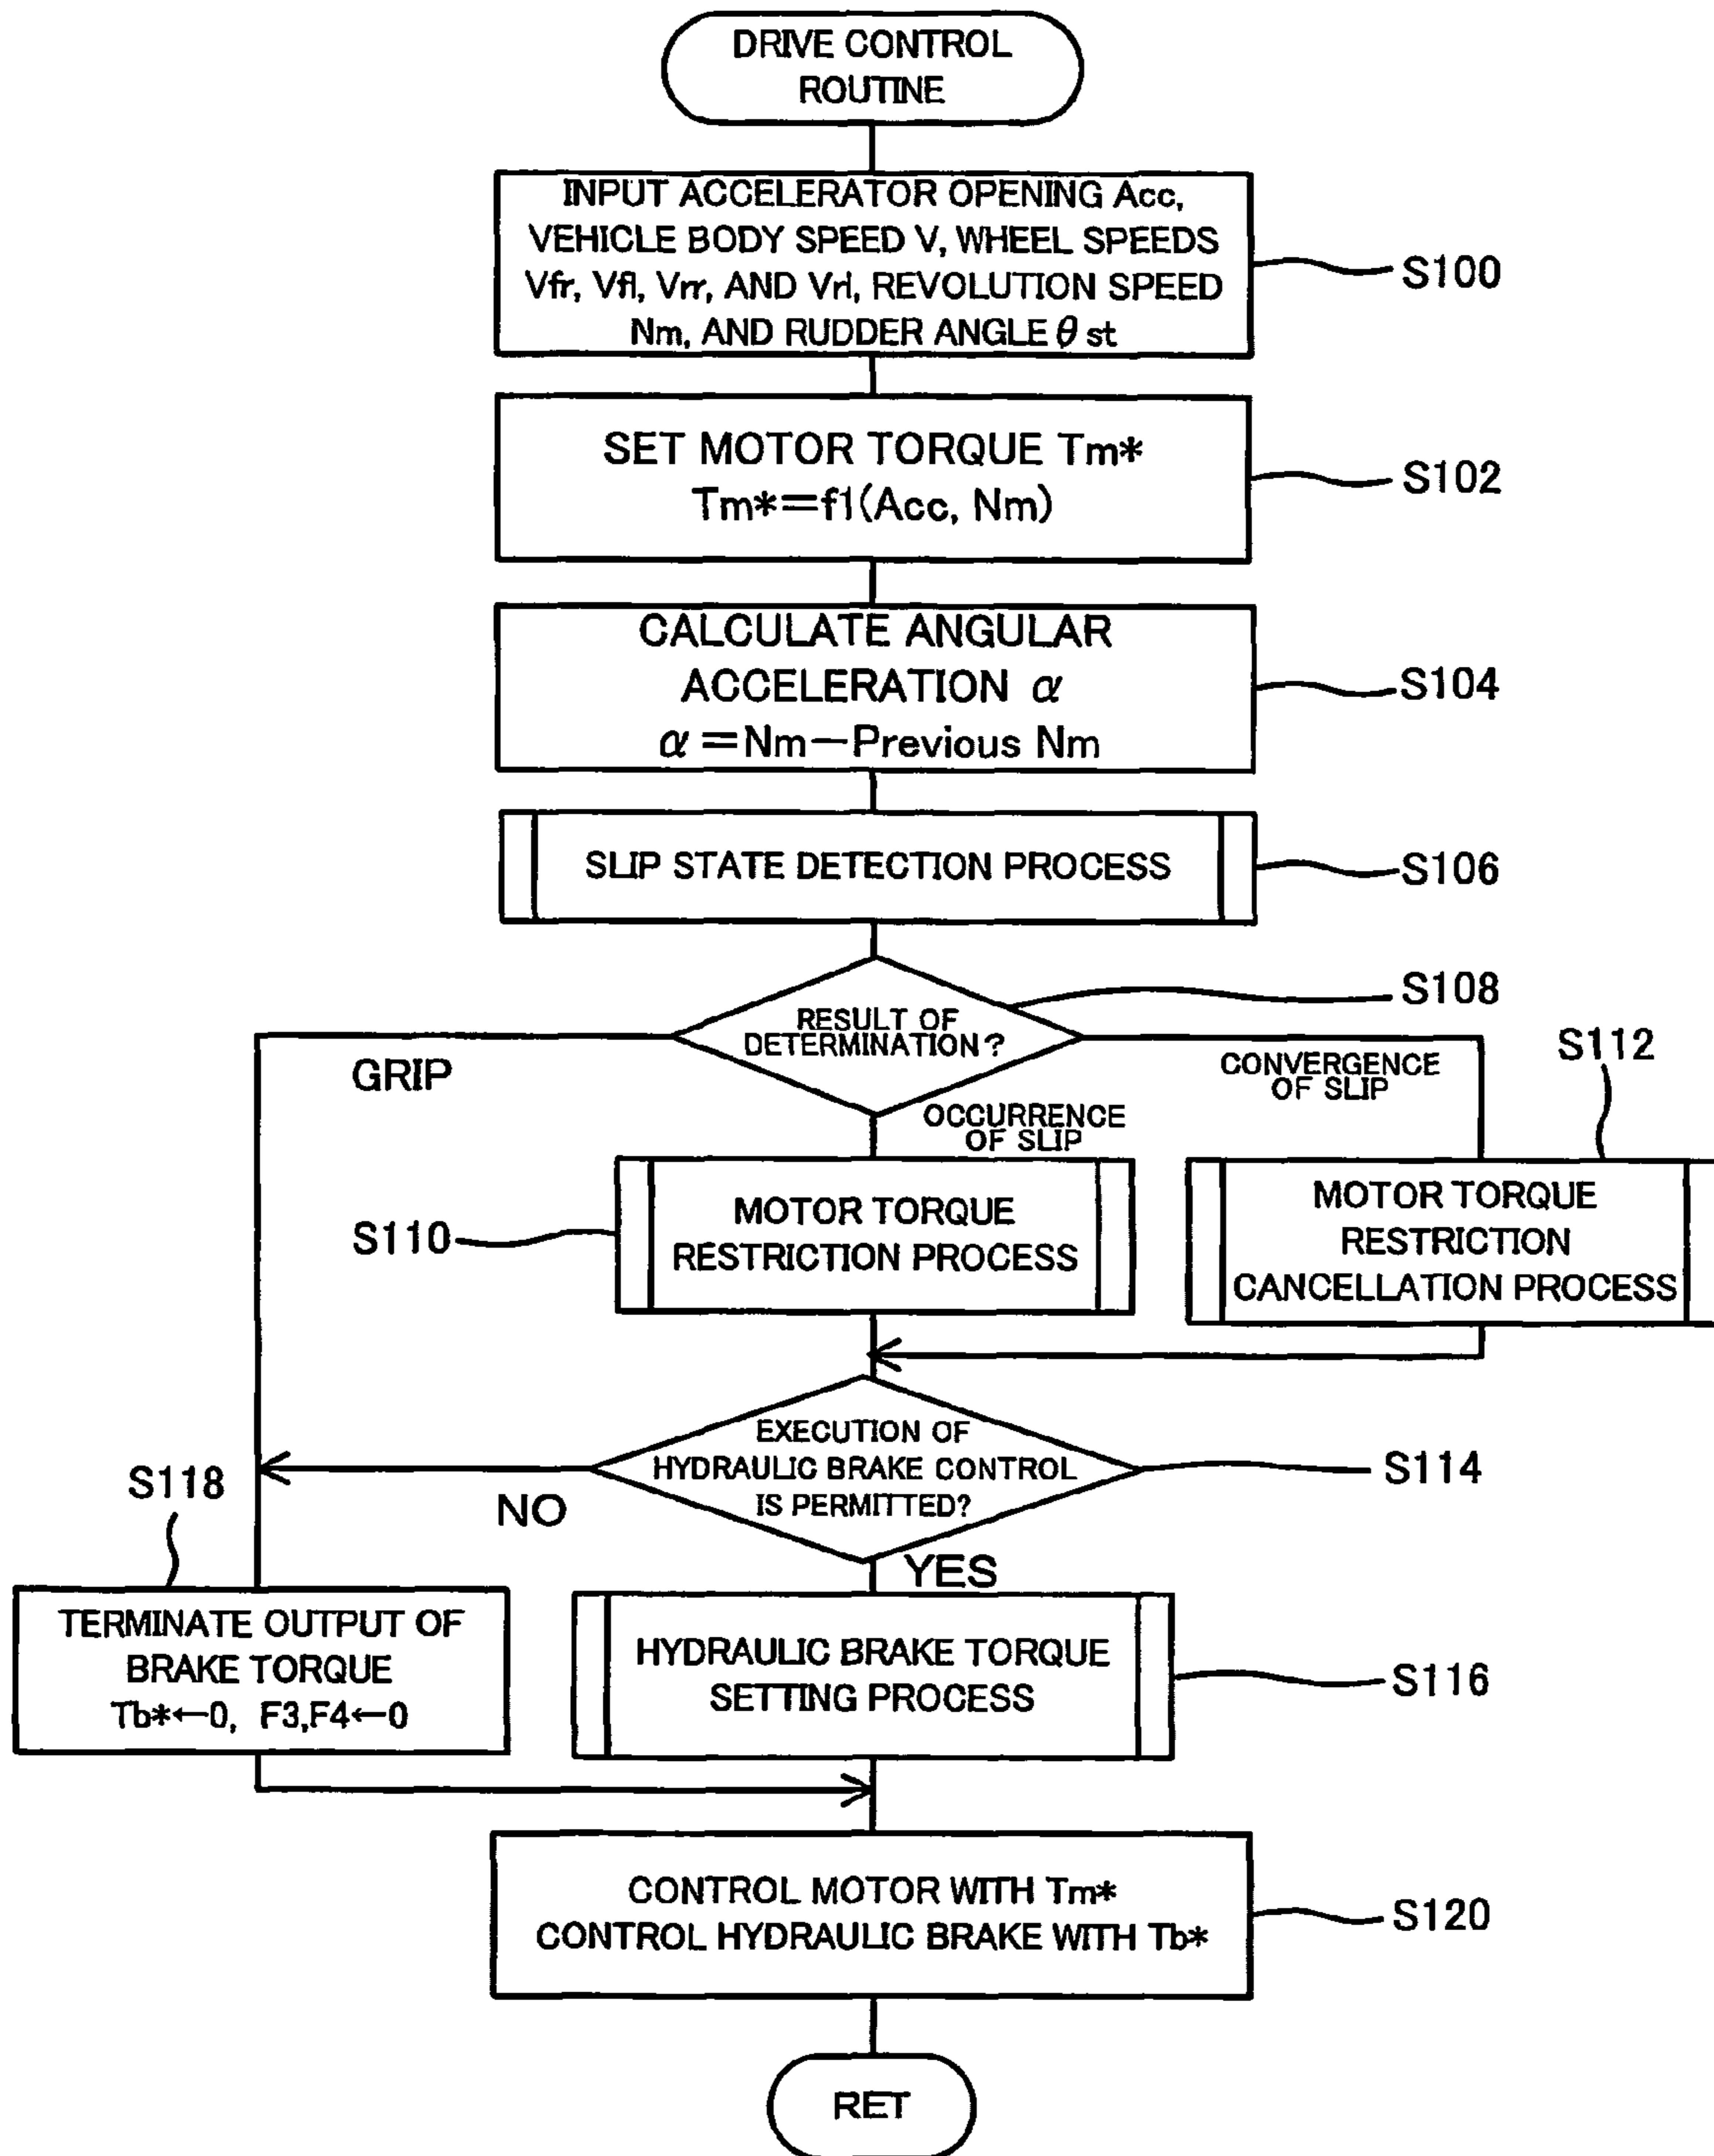 DRIVE CONTROL
ROUTINE
INPUT ACCELERATOR OPENING Acc,
VEHICLE BODY SPEED V, WHEEL SPEEDS
Vfr, Vfl, Vrr, AND Vrl, REVOLUTION SPEED
Nm, AND RUDDER ANGLE θ st
S100
SET MOTOR TORQUE Tm*
Tm*=f1(Acc, Nm)
S102
CALCULATE ANGULAR
ACCELERATION α
α=Nm—Previous Nm
S104
SLIP STATE DETECTION PROCESS
S106
RESULT OF
DETERMINATION?
S108
GRIP
OCCURRENCE
OF SLIP
CONVERGENCE
OF SLIP
S112
S110
MOTOR TORQUE
RESTRICTION PROCESS
MOTOR TORQUE
RESTRICTION
CANCELLATION PROCESS
EXECUTION OF
HYDRAULIC BRAKE CONTROL
IS PERMITTED?
S114
NO
YES
S118
TERMINATE OUTPUT OF
BRAKE TORQUE
Tb*←0, F3,F4←0
HYDRAULIC BRAKE TORQUE
SETTING PROCESS
S116
CONTROL MOTOR WITH Tm*
CONTROL HYDRAULIC BRAKE WITH Tb*
S120
RET